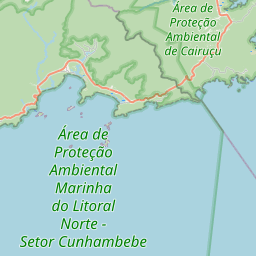 Área de
Proteção
Ambiental
de Cairuçu
Área de
Proteção
Ambiental
Marinha
do Litoral
Norte -
Setor Cunhambebe